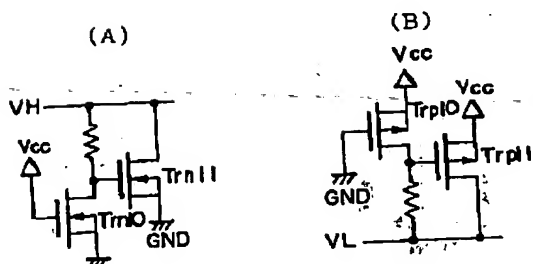 (A)
VH
Vcc
Trn10
Trn11
GND
(B)
Vcc
Vcc
Trp10
Trp11
GND
VL